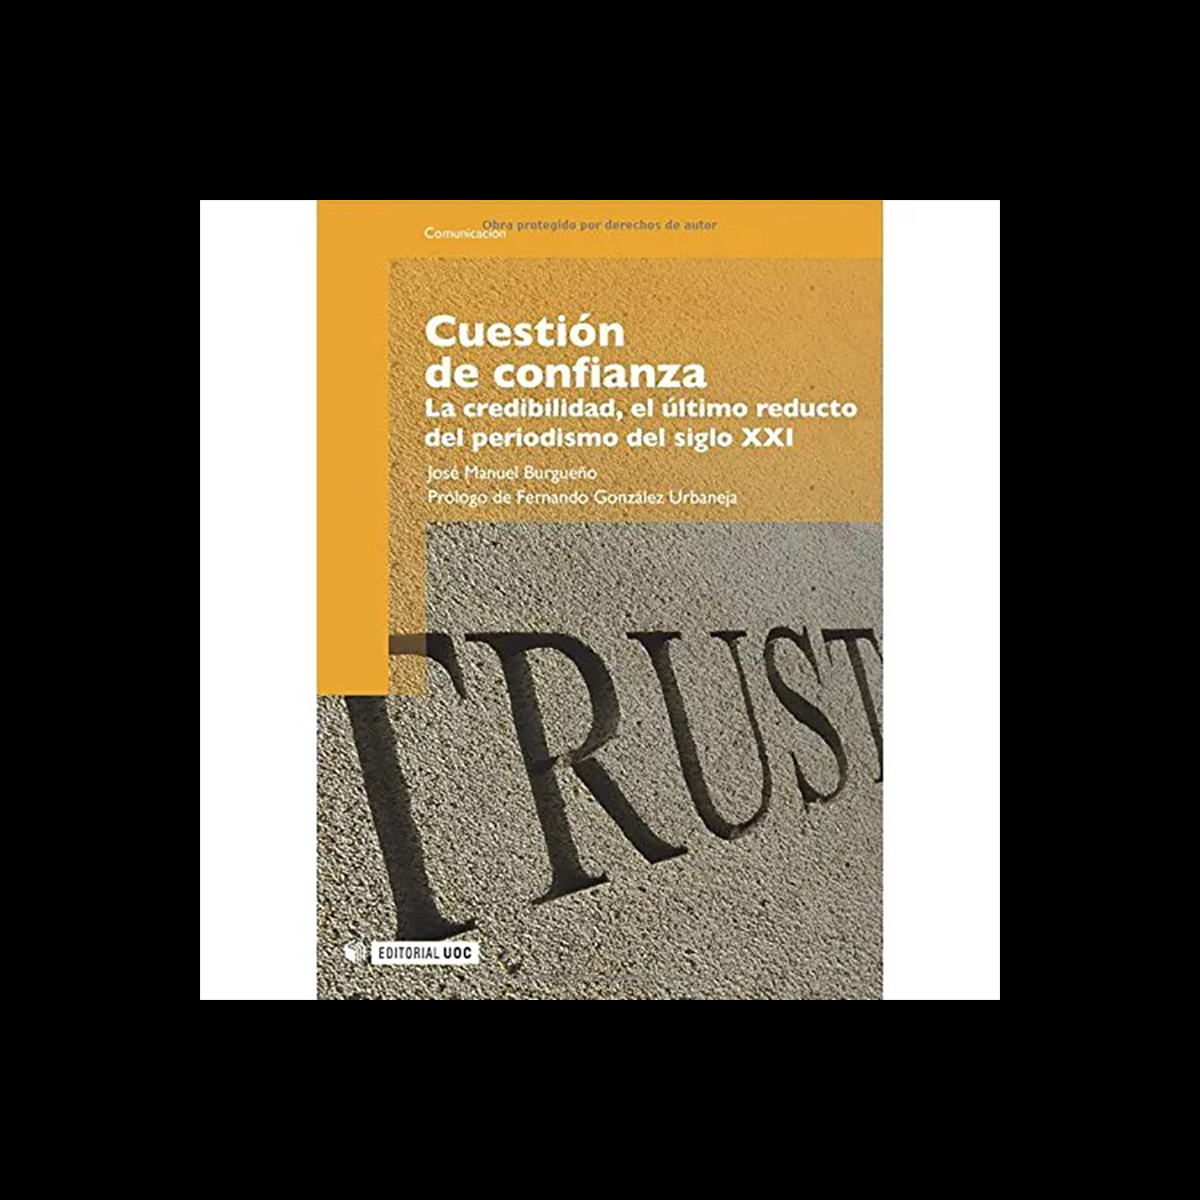 Obra protegido por derechos de autor
Comunicación
Cuestión
de confianza
La credibilidad, el último reducto
del periodismo del siglo XXI
José Manuel Burgueño
Prólogo de Fernando González Urbaneja
TRUST
EDITORIAL UOC